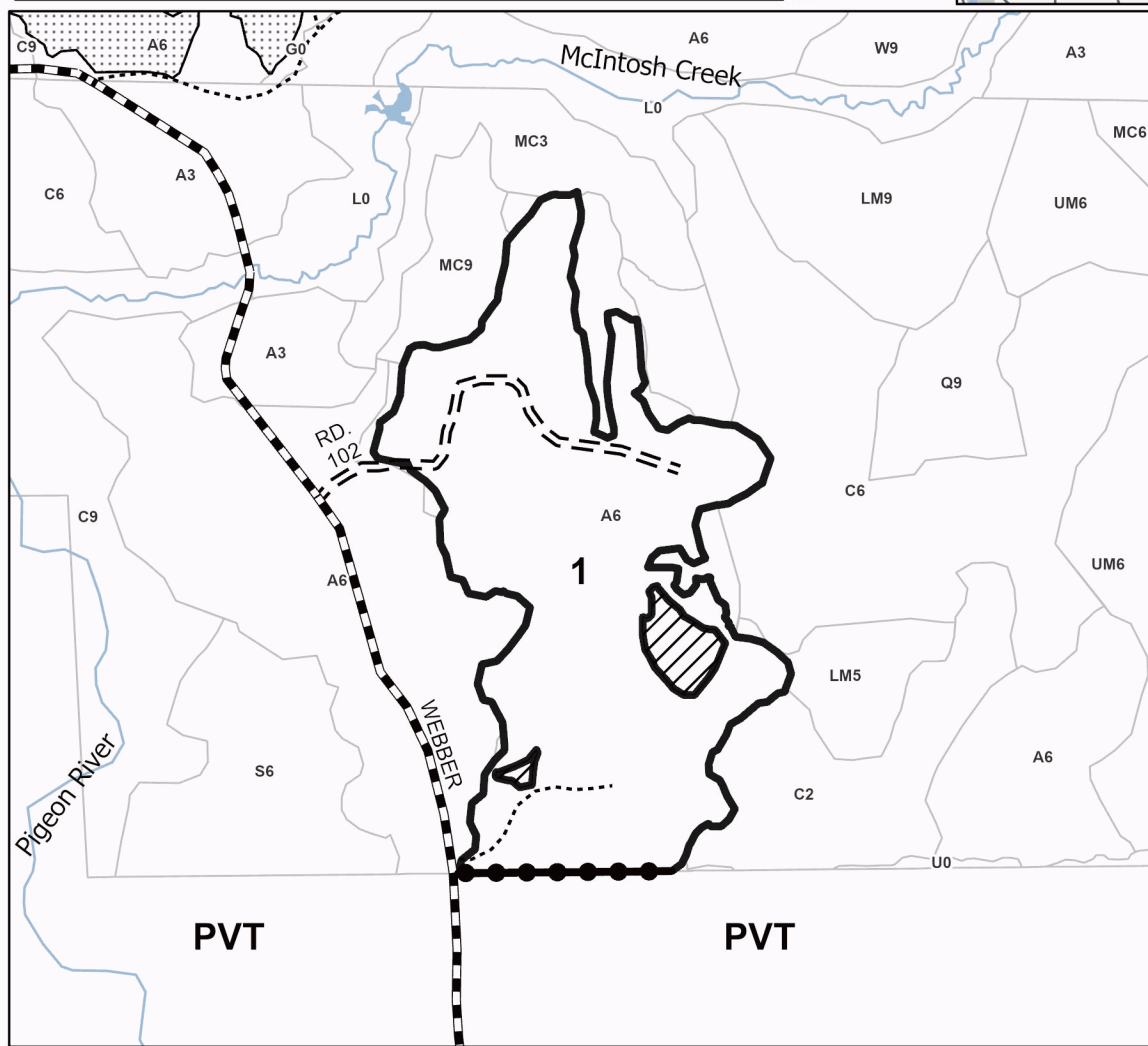 C9
A6
G0
A6
W9
A3
McIntosh Creek
L0
MC6
MC3
C6
A3
L0
LM9
UM6
MC9
A3
Q9
RD.
102
C6
C9
A6
1
A6
UM6
LM5
WEBBER
Pigeon River
S6
A6
C2
U0
PVT
PVT